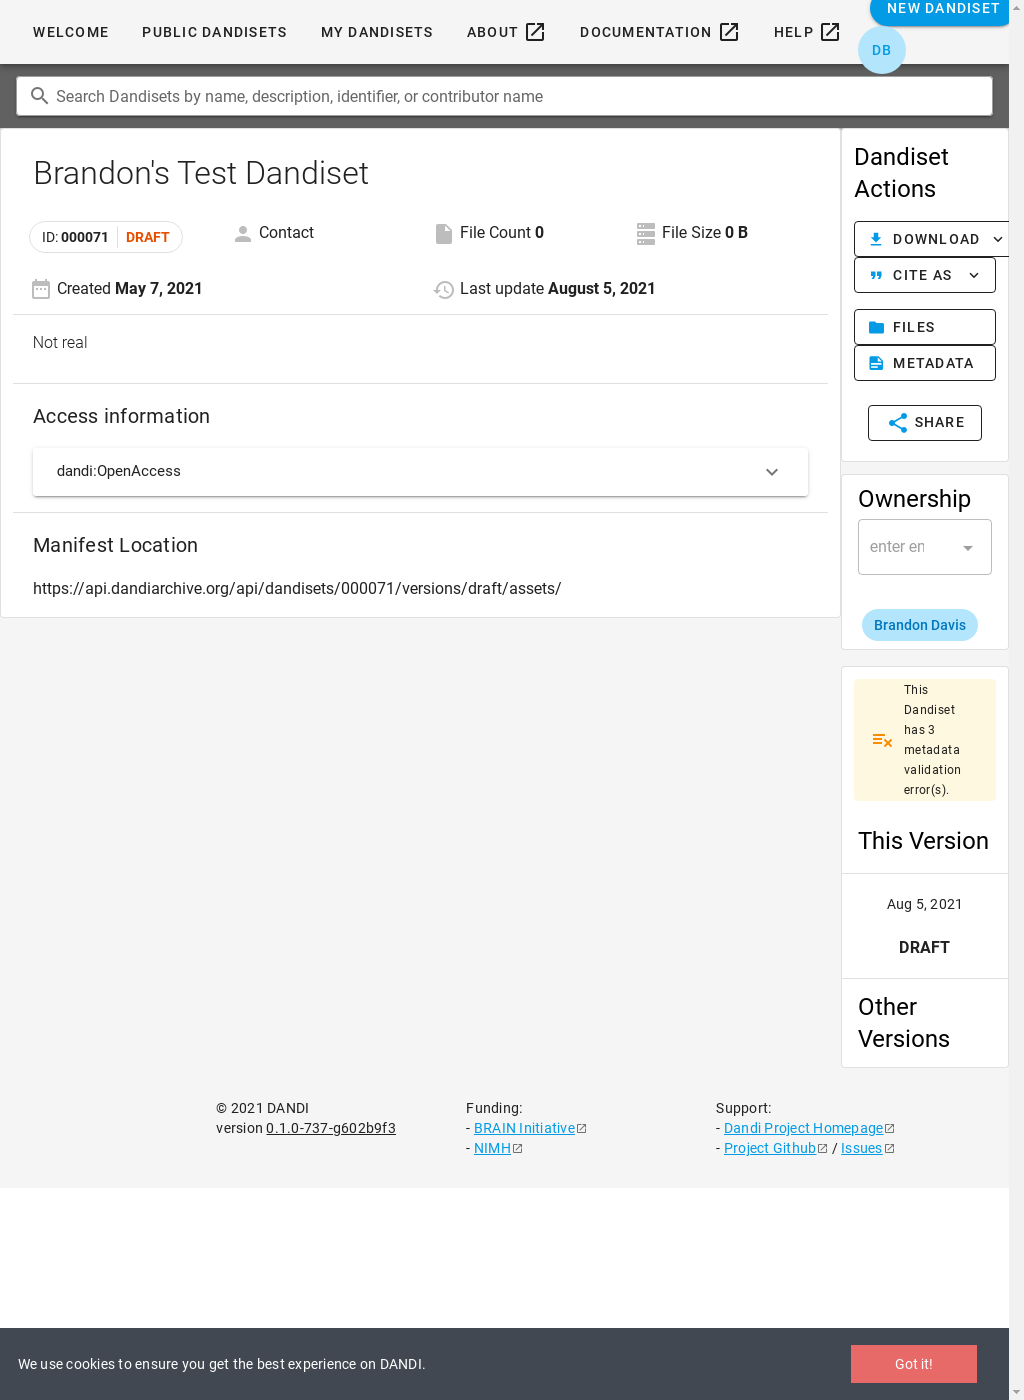 WELCOME
PUBLIC DANDISETS
MY DANDISETS
ABOUT
DOCUMENTATION
HELP
NEW DANDISET
DB
Search Dandisets by name, description, identifier, or contributor name
Brandon's Test Dandiset
ID: 000071 DRAFT
Contact
File Count 0
File Size 0 B
Created May 7, 2021
Last update August 5, 2021
Not real
Access information
dandi:OpenAccess
Manifest Location
https://api.dandiarchive.org/api/dandisets/000071/versions/draft/assets/
Dandiset
Actions
DOWNLOAD
CITE AS
FILES
METADATA
SHARE
Ownership
enter en
Brandon Davis
This
Dandiset
has 3
metadata
validation
error(s).
This Version
Aug 5, 2021
DRAFT
Other
Versions
© 2021 DANDI
version 0.1.0-737-g602b9f3
Funding:
- BRAIN Initiative
- NIMH
Support:
- Dandi Project Homepage
- Project Github / Issues
We use cookies to ensure you get the best experience on DANDI.
Got it!